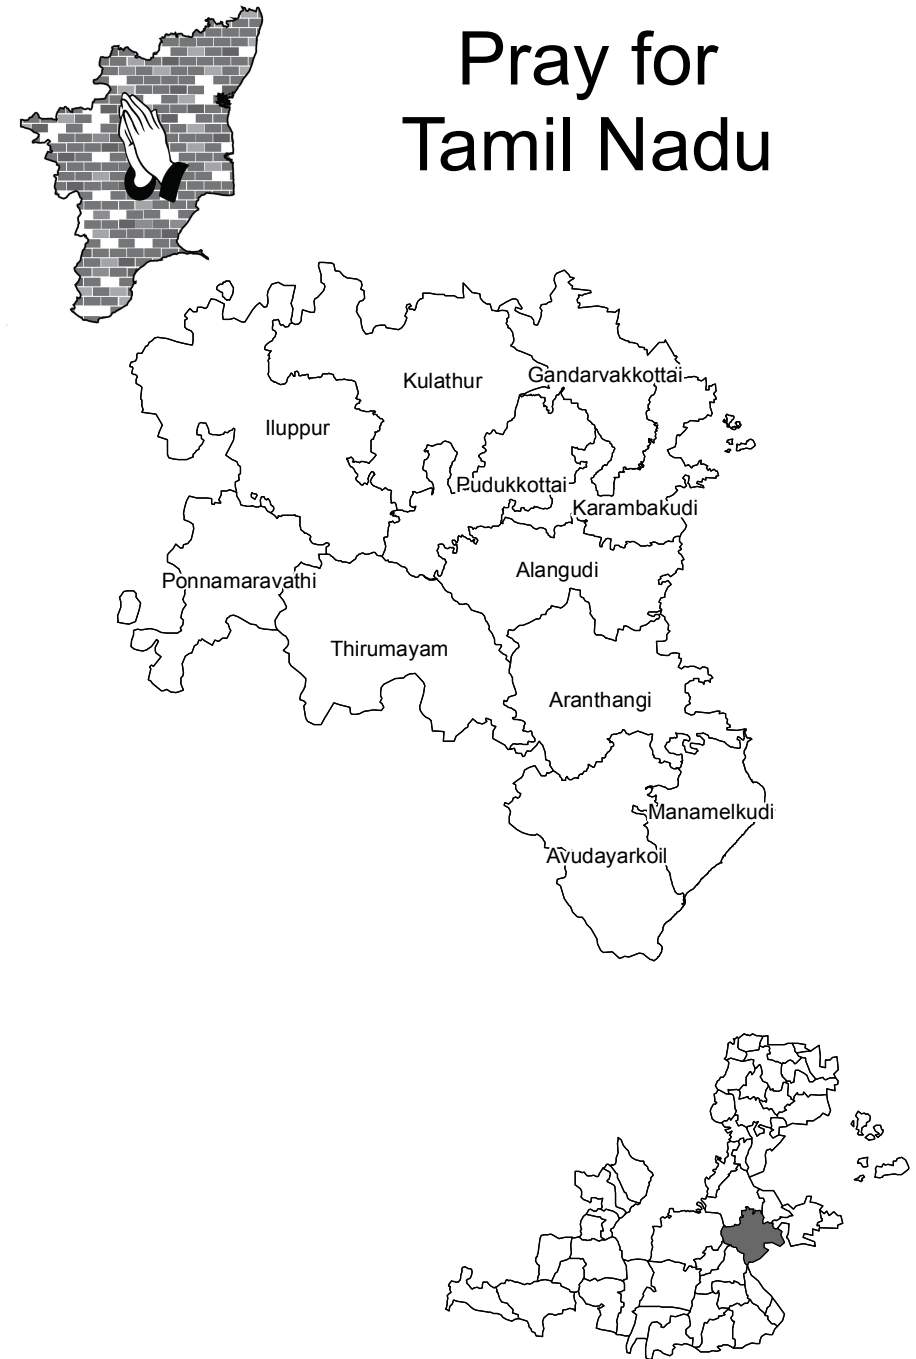 Pray for
Tamil Nadu
Kulathur
Gandarvakkottai
Iluppur
Pudukkottai
Karambakudi
Alangudi
Ponnamaravathi
Thirumayam
Aranthangi
Manamelkudi
Avudayarkoil